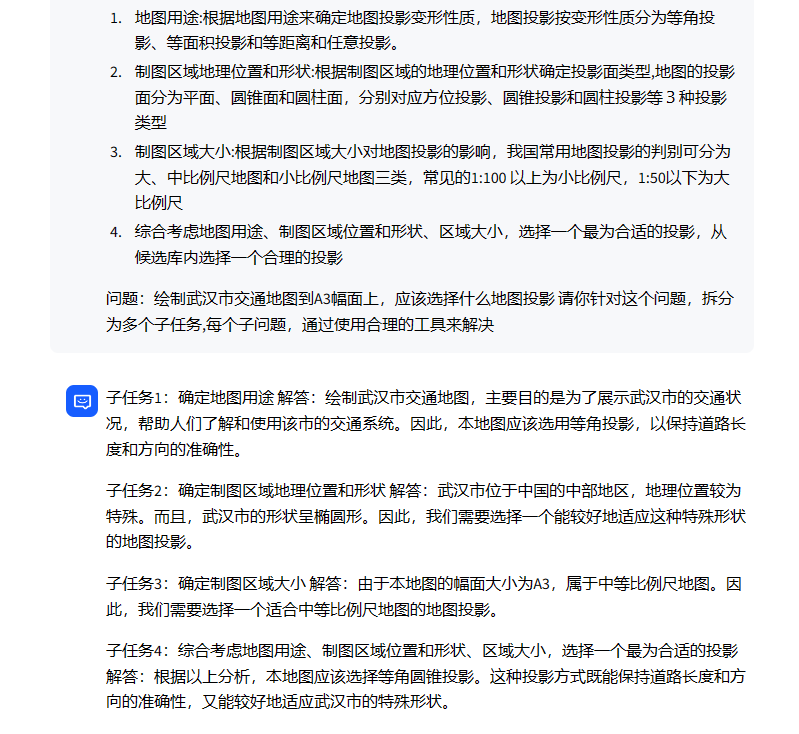 1. 地图用途:根据地图用途来确定地图投影变形性质，地图投影按变形性质分为等角投
影、等面积投影和等距离和任意投影。
2. 制图区域地理位置和形状:根据制图区域的地理位置和形状确定投影面类型,地图的投影
面分为平面、圆锥面和圆柱面，分别对应方位投影、圆锥投影和圆柱投影等 3 种投影
类型
3. 制图区域大小:根据制图区域大小对地图投影的影响，我国常用地图投影的判别可分为
大、中比例尺地图和小比例尺地图三类，常见的1:100 以上为小比例尺，1:50以下为大
比例尺
4. 综合考虑地图用途、制图区域位置和形状、区域大小，选择一个最为合适的投影，从
候选库内选择一个合理的投影
问题：绘制武汉市交通地图到A3幅面上，应该选择什么地图投影 请你针对这个问题，拆分
为多个子任务,每个子问题，通过使用合理的工具来解决
子任务1：确定地图用途 解答：绘制武汉市交通地图，主要目的是为了展示武汉市的交通状
况，帮助人们了解和使用该市的交通系统。因此，本地图应该选用等角投影，以保持道路长
度和方向的准确性。
子任务2：确定制图区域地理位置和形状 解答：武汉市位于中国的中部地区，地理位置较为
特殊。而且，武汉市的形状呈椭圆形。因此，我们需要选择一个能较好地适应这种特殊形状
的地图投影。
子任务3：确定制图区域大小 解答：由于本地图的幅面大小为A3，属于中等比例尺地图。因
此，我们需要选择一个适合中等比例尺地图的地图投影。
子任务4：综合考虑地图用途、制图区域位置和形状、区域大小，选择一个最为合适的投影
解答：根据以上分析，本地图应该选择等角圆锥投影。这种投影方式既能保持道路长度和方
向的准确性，又能较好地适应武汉市的特殊形状。